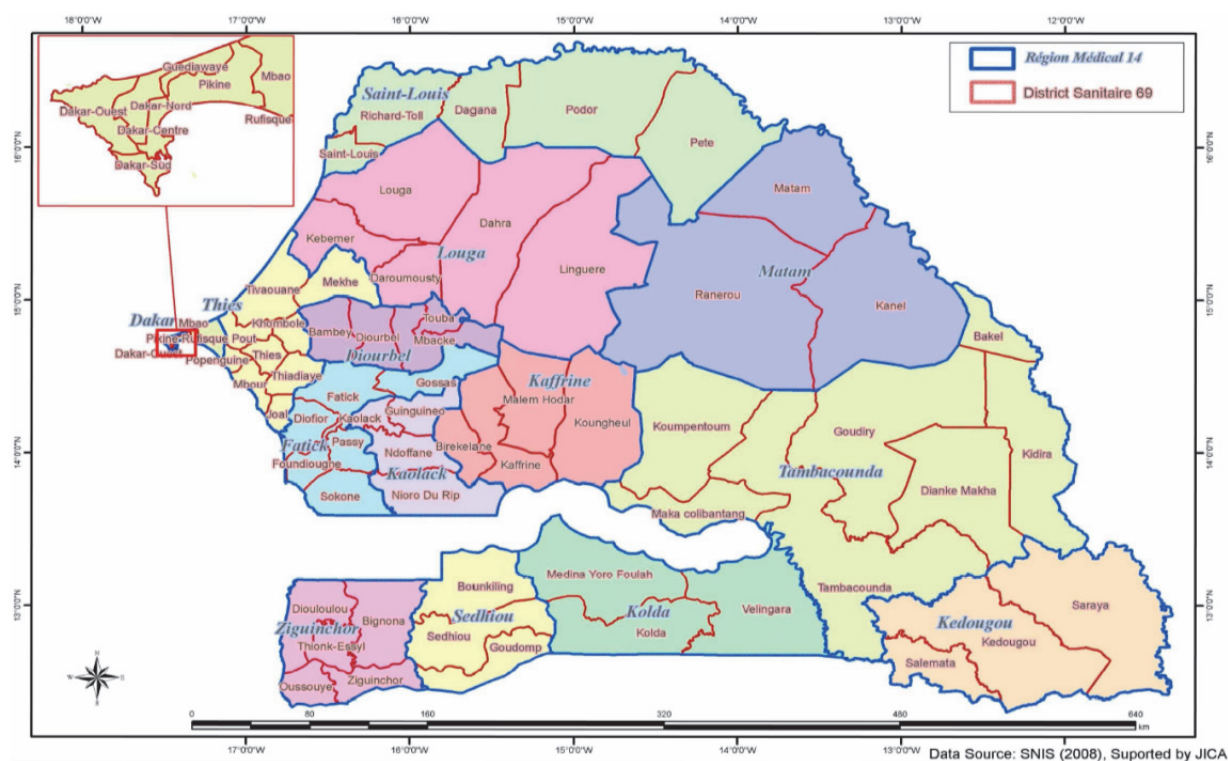 18°0'0"W 17°0'0"W 16°0'0"W 15°0'0"W 14°0'0"W 13°0'0"W 12°0'0"W
Région Médical 14
District Sanitaire 69
Guediawaye
Mbao
Pikine
Dakar-Ouest
Dakar-Nord
Rufisque
Dakar-Centre
Dakar-Sud
Saint-Louis
Richard-Toll
Dagana
Podor
Pete
Saint-Louis
16°0'0"N
16°0'0"N
Louga
Matam
Dahra
Kebemer
Louga
Daroumousty
Linguere
Matam
Ranerou
Kanel
Mekhe
Tivaouane
15°0'0"N
15°0'0"N
Thies
Dakar
Mbao
Khombole
Touba
Bambey
Diourbel
Mbacke
Diourbel
Bakel
Pikine
Rufisque
Pout
Dakar-Ouest
Popenguine
Thies
Thiadiaye
Mbour
Joal
Gossas
Fatick
Kaffrine
Malem Hodar
Guinguineo
Diofior
Kaolack
Koungheul
Koumpentoum
Goudiry
Passy
Fatick
Birekelane
Ndoffane
Foundioughe
Kaolack
Kaffrine
Kidira
14°0'0"N
14°0'0"N
Tambacounda
Dianke Makha
Sokone
Nioro Du Rip
Maka colibantang
Medina Yoro Foulah
Bounkiling
Tambacounda
13°0'0"N
13°0'0"N
Diouloulou
Bignona
Ziguinchor
Sedhiou
Kolda
Velingara
Saraya
Thionk-Essyl
Sedhiou
Kolda
Goudomp
Kedougou
Kedougou
Salemata
Oussouye
Ziguinchor
N
W
E
S
0 80 160 320 480 640
km
17°0'0"W 16°0'0"W 15°0'0"W 14°0'0"W 13°0'0"W 12°0'0"W
Data Source: SNIS (2008), Suported by JICA